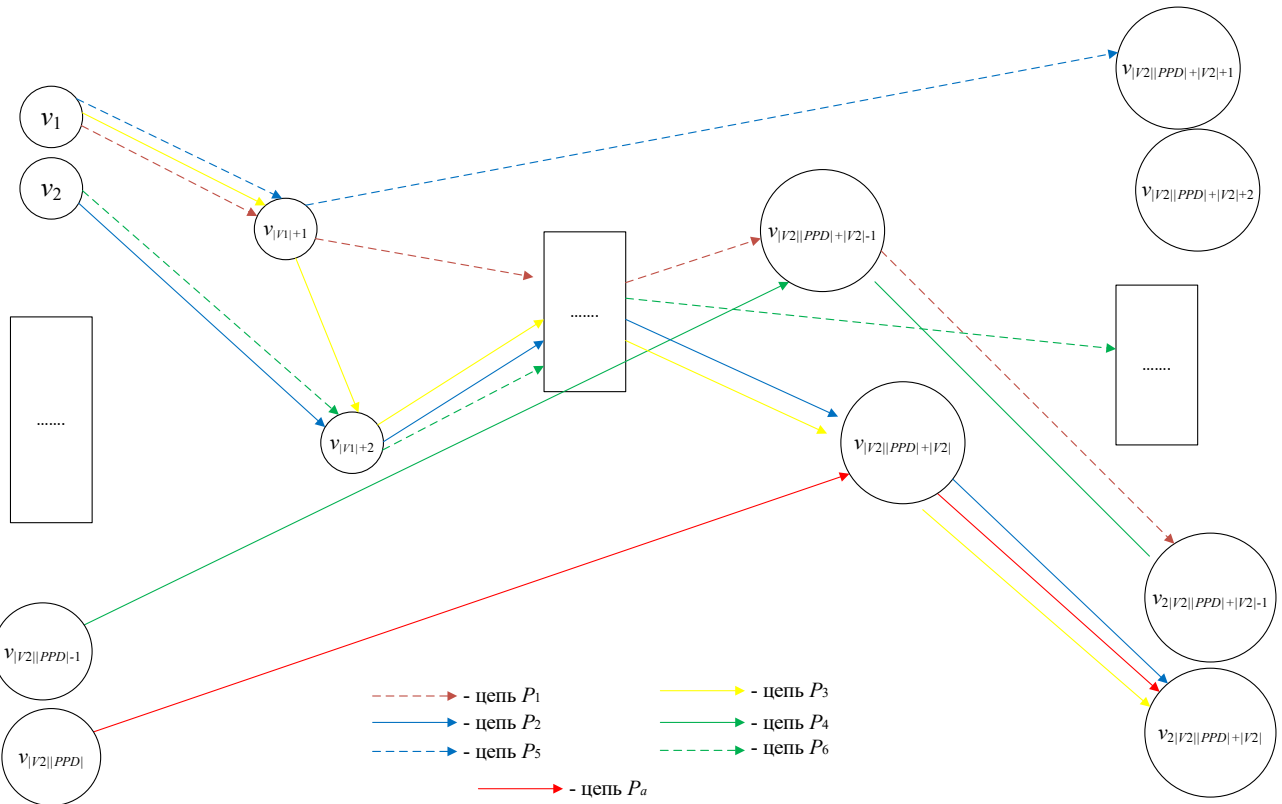 v|V2||PPD|+|V2|+1
v1
v2
v|V2||PPD|+|V2|+2
v|V1|+1
v|V2||PPD|+|V2|-1
.......
.......
.......
v|V1|+2
v|V2||PPD|+|V2|
v2|V2||PPD|+|V2|-1
v|V2||PPD|-1
v2|V2||PPD|+|V2|
v|V2||PPD|
- цепь P1
- цепь P3
- цепь P2
- цепь P4
- цепь P5
- цепь P6
- цепь Pa